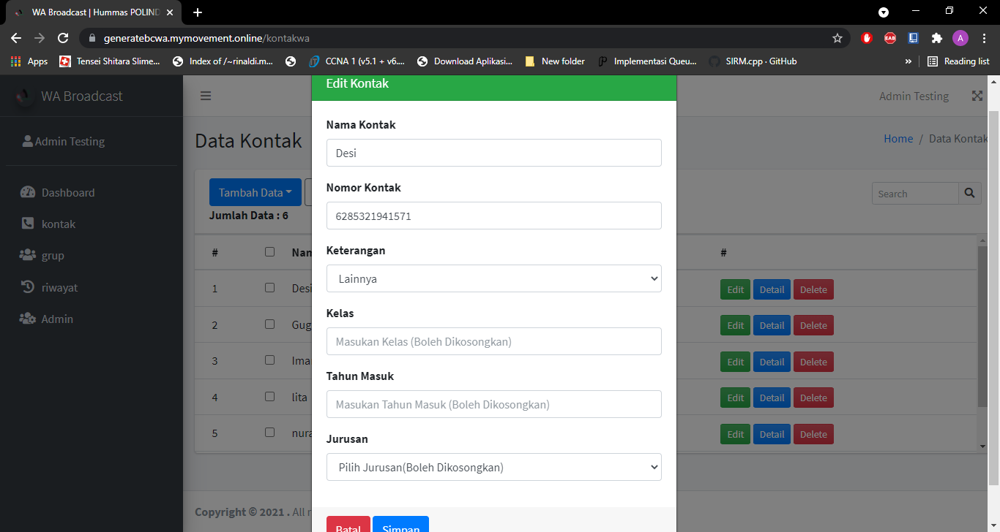 WA Broadcast | Hummas POLIND
generatebcwa.mymovement.online/kontakwa
A
Apps Tensei Shitara Slime... Index of /~rinaldi.m... CCNA 1 (v5.1 + v6.... Download Aplikasi... New folder Implementasi Queu... SIRM.cpp · GitHub » Reading list
WA Broadcast
Admin Testing
Dashboard
kontak
grup
riwayat
Admin
Admin Testing
Data Kontak
Home / Data Kontak
Tambah Data
Jumlah Data : 6
Search
# Nan #
1 Desi Edit Detail Delete
2 Gug Edit Detail Delete
3 Ima Edit Detail Delete
4 lita Edit Detail Delete
5 nura Edit Detail Delete
Copyright © 2021 . All r
Edit Kontak
Nama Kontak
Desi
Nomor Kontak
6285321941571
Keterangan
Lainnya
Kelas
Masukan Kelas (Boleh Dikosongkan)
Tahun Masuk
Masukan Tahun Masuk (Boleh Dikosongkan)
Jurusan
Pilih Jurusan(Boleh Dikosongkan)
Batal Simpan